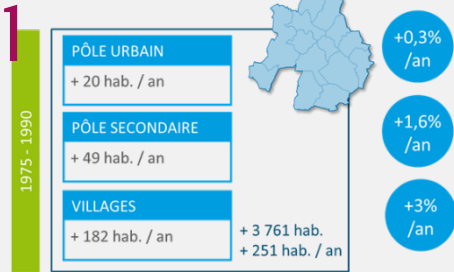 1
1975 - 1990
PÔLE URBAIN
+ 20 hab. / an
+0,3%
/an
PÔLE SECONDAIRE
+ 49 hab. / an
+1,6%
/an
VILLAGES
+ 182 hab. / an
+ 3 761 hab.
+ 251 hab. / an
+3%
/an